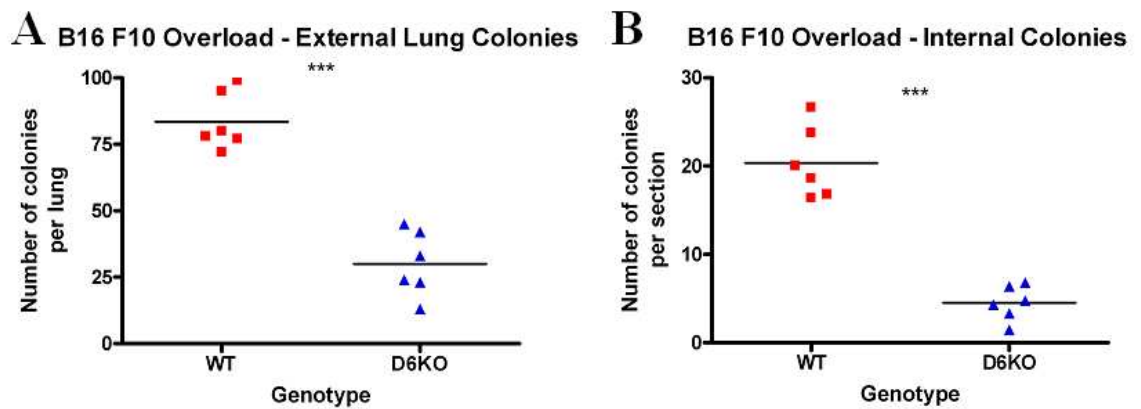 A B16 F10 Overload - External Lung Colonies
***
100
75
50
25
0
Number of colonies
per lung
WT
D6KO
Genotype
B B16 F10 Overload - Internal Colonies
***
30
20
10
0
Number of colonies
per section
WT
D6KO
Genotype